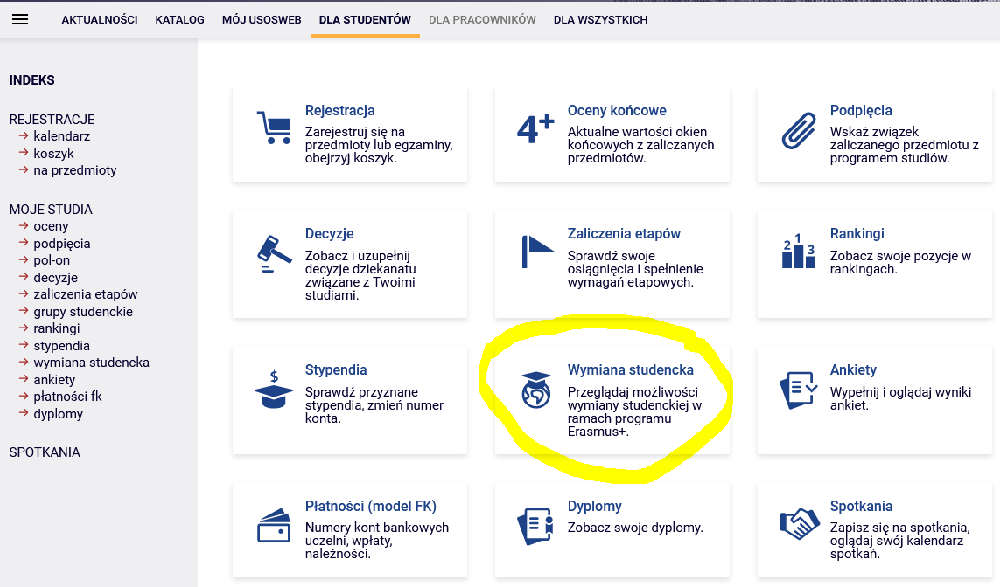 AKTUALNOŚCI KATALOG MÓJ USOSWEB DLA STUDENTÓW DLA PRACOWNIKÓW DLA WSZYSTKICH
INDEKS
REJESTRACJE
kalendarz
koszyk
na przedmioty
MOJE STUDIA
oceny
podpięcia
pol-on
decyzje
zaliczenia etapów
grupy studenckie
rankingi
stypendia
wymiana studencka
ankiety
płatności fk
dyplomy
SPOTKANIA
Rejestracja
Zarejestruj się na
przedmioty lub egzaminy,
obejrzyj koszyk.
4+
Oceny końcowe
Aktualne wartości okien
końcowych z zaliczanych
przedmiotów.
Podpięcia
Wskaż związek
zaliczanego przedmiotu z
programem studiów.
Decyzje
Zobacz i uzupełnij
decyzje dziekanatu
związane z Twoimi
studiami.
Zaliczenia etapów
Sprawdź swoje
osiągnięcia i spełnienie
wymagań etapowych.
2 1 3
Rankingi
Zobacz swoje pozycje w
rankingach.
$
Stypendia
Sprawdź przyznane
stypendia, zmień numer
konta.
Wymiana studencka
Przeglądaj możliwości
wymiany studenckiej w
ramach programu
Erasmus+.
Ankiety
Wypełnij i oglądaj wyniki
ankiet.
Płatności (model FK)
Numery kont bankowych
uczelni, wpłaty,
należności.
Dyplomy
Zobacz swoje dyplomy.
Spotkania
Zapisz się na spotkania,
oglądaj swój kalendarz
spotkań.